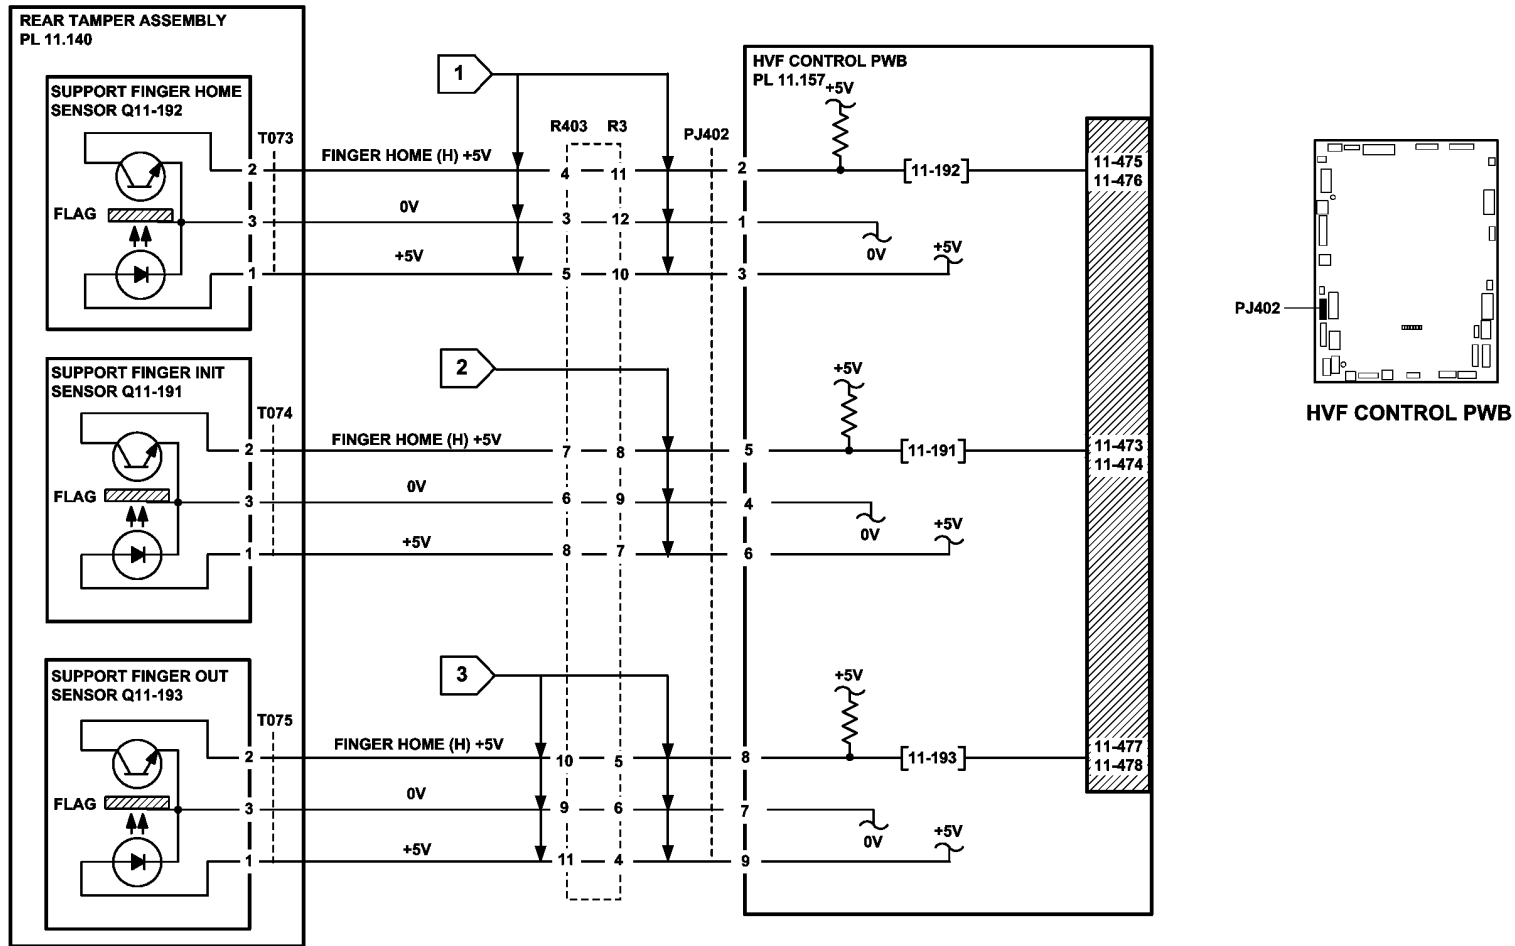 REAR TAMPER ASSEMBLY
PL 11.140
SUPPORT FINGER HOME
SENSOR Q11-192
T073
FLAG
2
3
1
FINGER HOME (H) +5V
0V
+5V
1
R403 R3
4 11
3 12
5 10
PJ402
2
1
3
HVF CONTROL PWB
PL 11.157
+5V
[11-192]
0V
+5V
11-475
11-476
SUPPORT FINGER INIT
SENSOR Q11-191
T074
FLAG
2
3
1
FINGER HOME (H) +5V
0V
+5V
2
7 8
6 9
8 7
5
4
6
+5V
[11-191]
0V
+5V
11-473
11-474
SUPPORT FINGER OUT
SENSOR Q11-193
T075
FLAG
2
3
1
FINGER HOME (H) +5V
0V
+5V
3
10 5
9 6
11 4
8
7
9
+5V
[11-193]
0V
+5V
11-477
11-478
PJ402
HVF CONTROL PWB